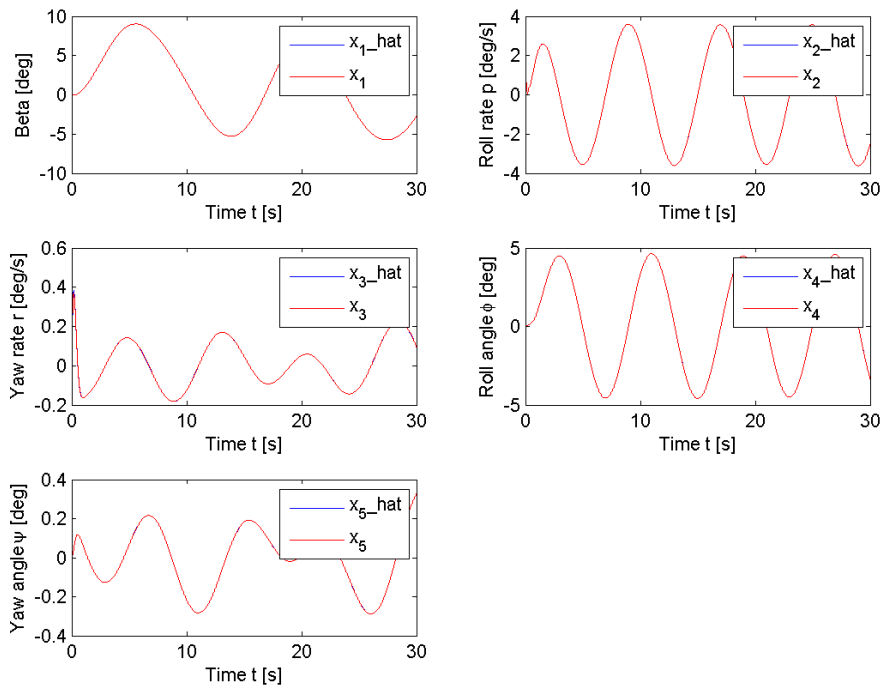 10
5
0
-5
-10
Beta [deg]
x1_hat
x1
0
10
20
30
Time t [s]
4
2
0
-2
-4
Roll rate p [deg/s]
x2_hat
x2
0
10
20
30
Time t [s]
0.6
0.4
0.2
0
-0.2
Yaw rate r [deg/s]
x3_hat
x3
0
10
20
30
Time t [s]
5
0
-5
Roll angle ϕ [deg]
x4_hat
x4
0
10
20
30
Time t [s]
0.4
0.2
0
-0.2
-0.4
Yaw angle ψ [deg]
x5_hat
x5
0
10
20
30
Time t [s]